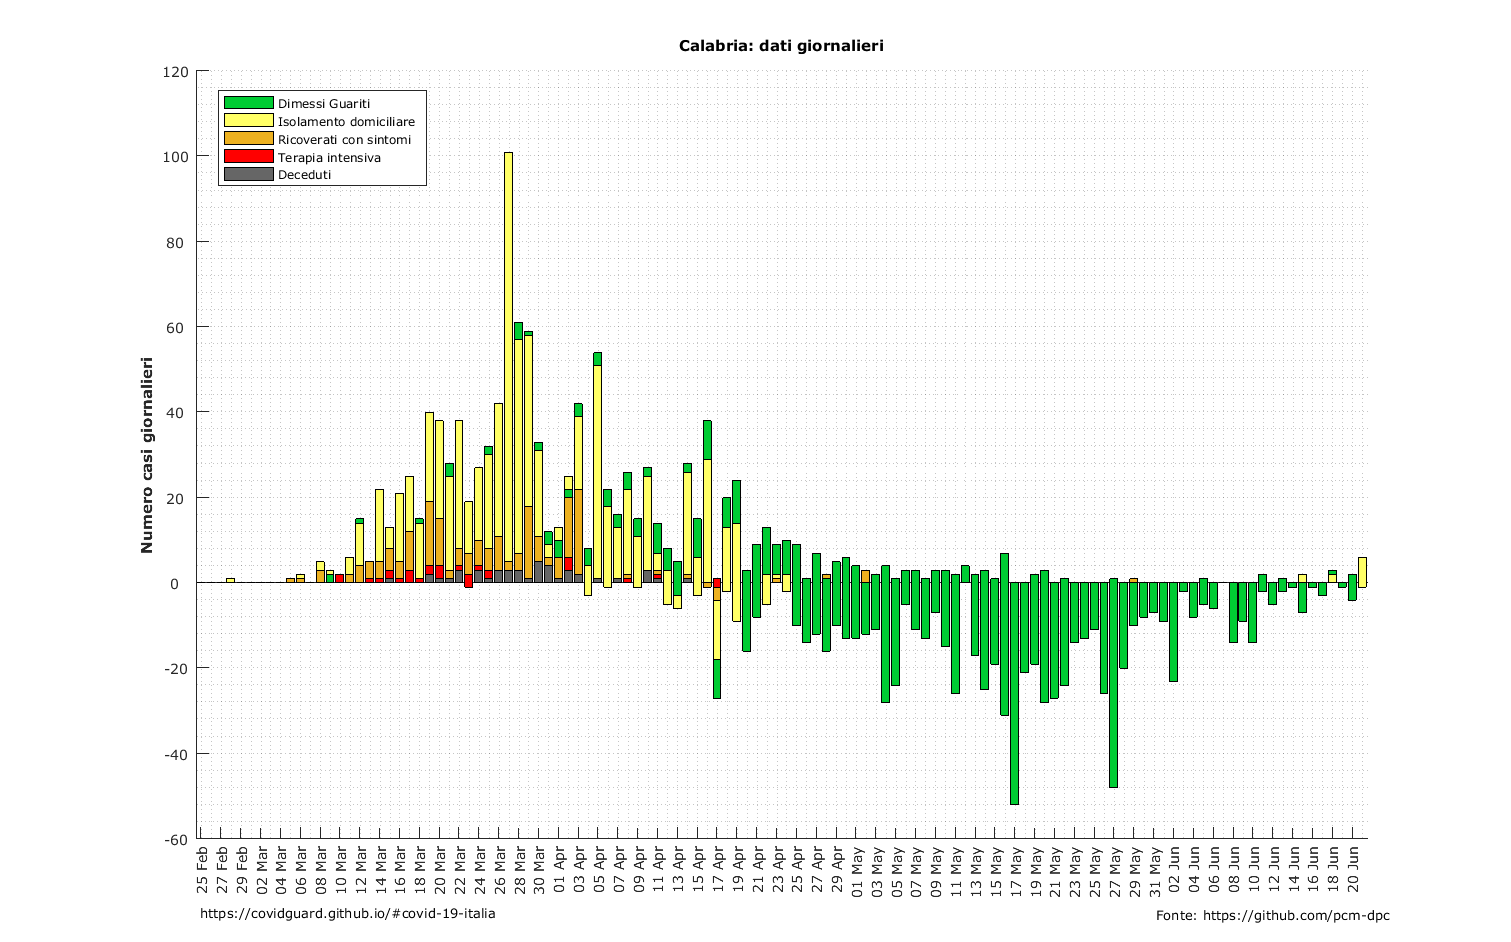 Calabria: dati giornalieri
120
100
80
60
40
20
0
-20
-40
-60
Numero casi giornalieri
Dimessi Guariti
Isolamento domiciliare
Ricoverati con sintomi
Terapia intensiva
Deceduti
25 Feb
27 Feb
29 Feb
02 Mar
04 Mar
06 Mar
08 Mar
10 Mar
12 Mar
14 Mar
16 Mar
18 Mar
20 Mar
22 Mar
24 Mar
26 Mar
28 Mar
30 Mar
01 Apr
03 Apr
05 Apr
07 Apr
09 Apr
11 Apr
13 Apr
15 Apr
17 Apr
19 Apr
21 Apr
23 Apr
25 Apr
27 Apr
29 Apr
01 May
03 May
05 May
07 May
09 May
11 May
13 May
15 May
17 May
19 May
21 May
23 May
25 May
27 May
29 May
31 May
02 Jun
04 Jun
06 Jun
08 Jun
10 Jun
12 Jun
14 Jun
16 Jun
18 Jun
20 Jun
https://covidguard.github.io/#covid-19-italia
Fonte: https://github.com/pcm-dpc